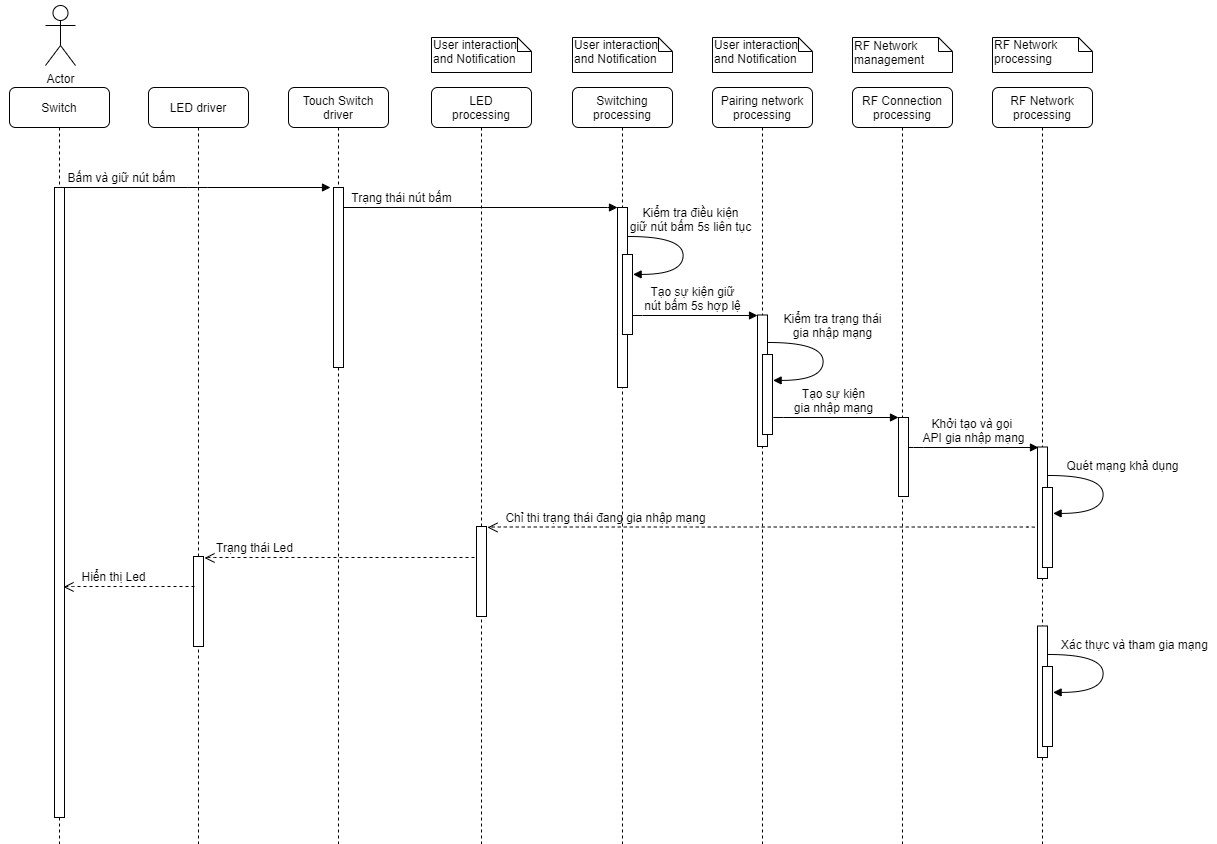 User interaction
and Notification
User interaction
and Notification
User interaction
and Notification
RF Network
management
RF Network
processing
Actor
Switch
LED driver
Touch Switch
driver
LED
processing
Switching
processing
Pairing network
processing
RF Connection
processing
RF Network
processing
Bấm và giữ nút bấm
Trạng thái nút bấm
Kiểm tra điều kiện
giữ nút bấm 5s liên tục
Tạo sự kiện giữ
nút bấm 5s hợp lệ
Kiểm tra trạng thái
gia nhập mạng
Tạo sự kiện
gia nhập mạng
Khởi tạo và gọi
API gia nhập mạng
Quét mạng khả dụng
Chỉ thi trạng thái đang gia nhập mạng
Trạng thái Led
Hiển thị Led
Xác thực và tham gia mạng